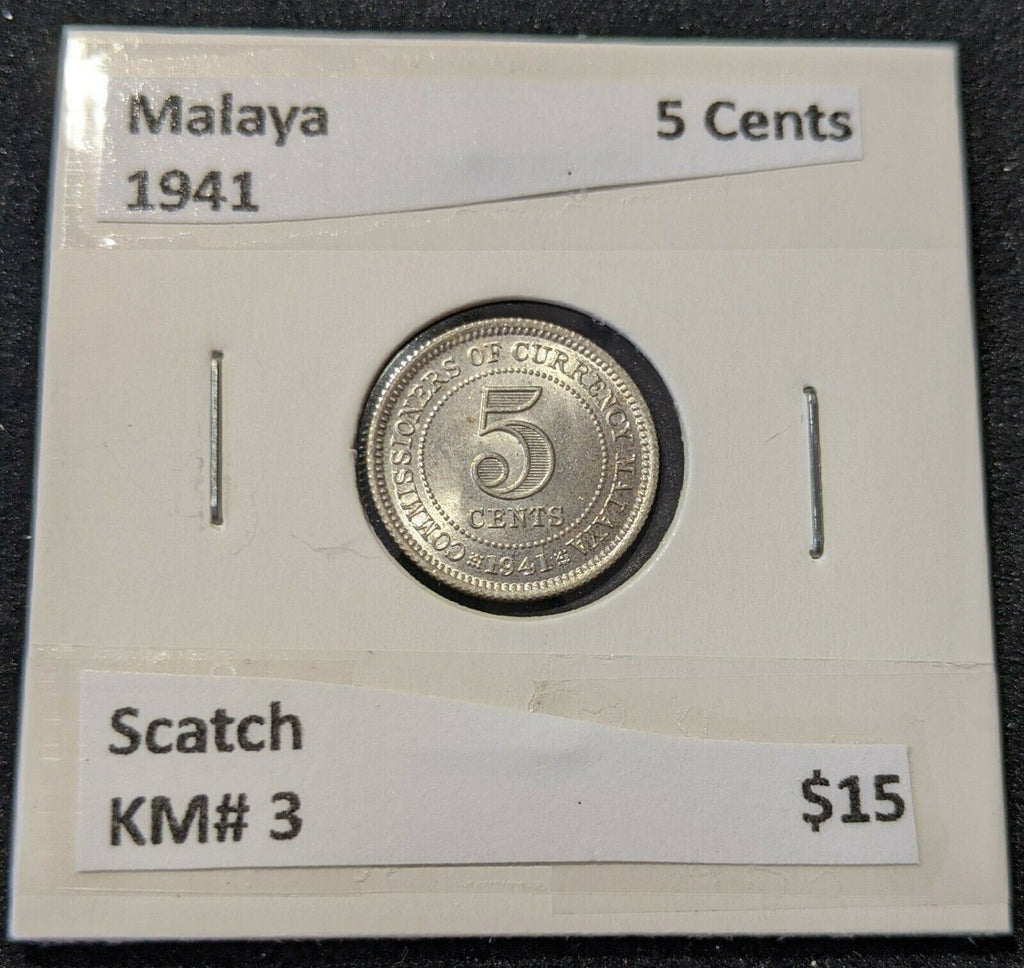 Malaya 5 Cents
1941
COMMISSIONERS OF CURRENCY MALAYA
5
CENTS
1941
Scatch
KM# 3 $15